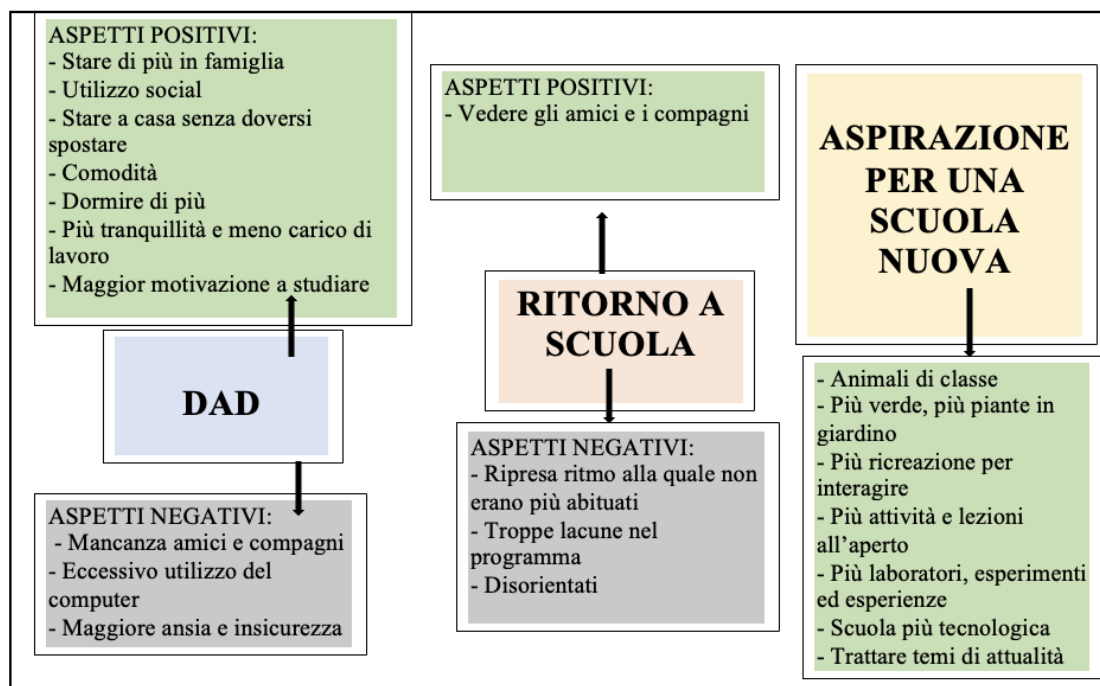 ASPETTI POSITIVI:
- Stare di più in famiglia
- Utilizzo social
- Stare a casa senza doversi
spostare
- Comodità
- Dormire di più
- Più tranquillità e meno carico di
lavoro
- Maggior motivazione a studiare
DAD
ASPETTI NEGATIVI:
- Mancanza amici e compagni
- Eccessivo utilizzo del
computer
- Maggiore ansia e insicurezza
ASPETTI POSITIVI:
- Vedere gli amici e i compagni
RITORNO A
SCUOLA
ASPETTI NEGATIVI:
- Ripresa ritmo alla quale non
erano più abituati
- Troppe lacune nel
programma
- Disorientati
ASPIRAZIONE
PER UNA
SCUOLA
NUOVA
- Animali di classe
- Più verde, più piante in
giardino
- Più ricreazione per
interagire
- Più attività e lezioni
all'aperto
- Più laboratori, esperimenti
ed esperienze
- Scuola più tecnologica
- Trattare temi di attualità